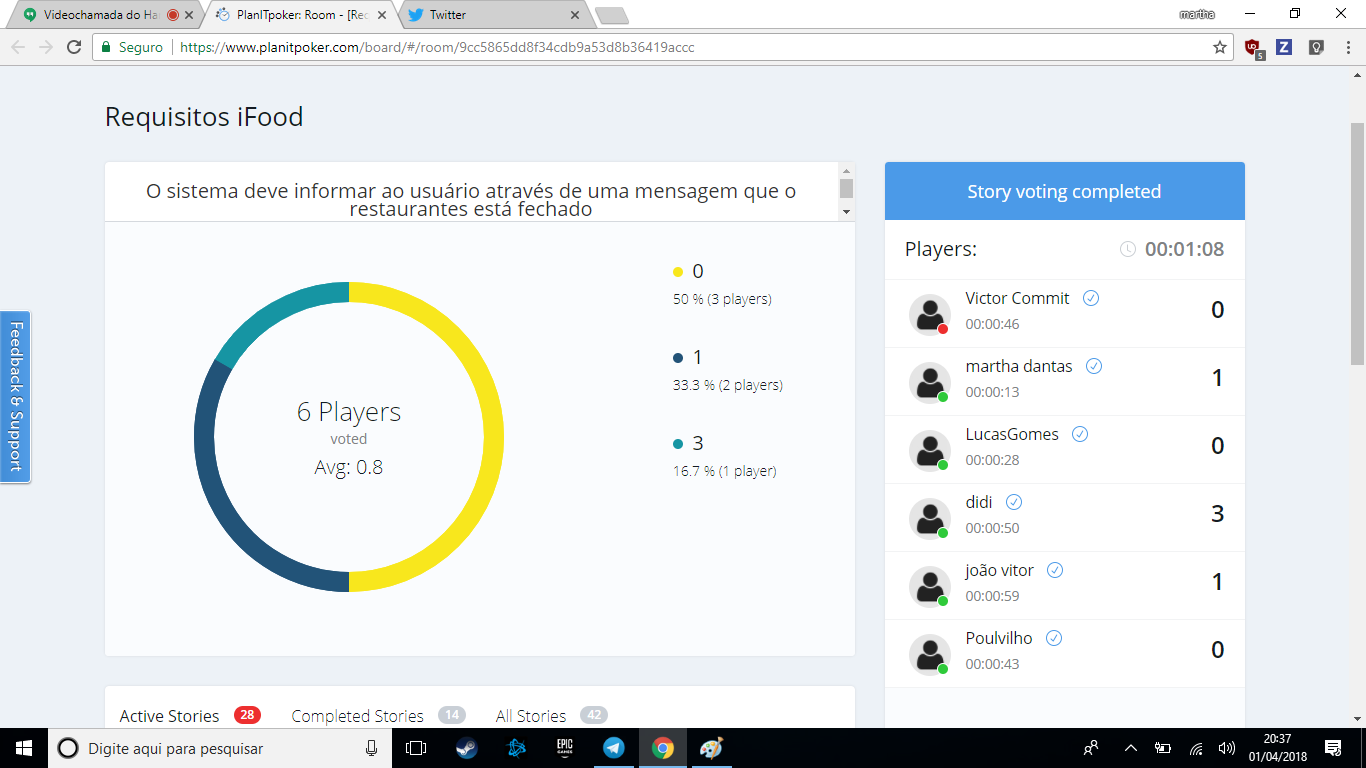 Videochamada do Ha
PlanITpoker: Room - [Rec
Twitter
martha
Seguro
https://www.planitpoker.com/board/#/room/9cc5865dd8f34cdb9a53d8b36419accc
5
Z
Requisitos iFood
O sistema deve informar ao usuário através de uma mensagem que o
restaurantes está fechado
Story voting completed
Players:
00:01:08
0
50 % (3 players)
1
33.3 % (2 players)
3
16.7 % (1 player)
6 Players
voted
Avg: 0.8
Feedback & Support
Victor Commit
00:00:46
0
martha dantas
00:00:13
1
LucasGomes
00:00:28
0
didi
00:00:50
3
joão vitor
00:00:59
1
Poulvilho
00:00:43
0
Active Stories 28
Completed Stories 14
All Stories 42
Digite aqui para pesquisar
EPIC
GAMES
20:37
01/04/2018